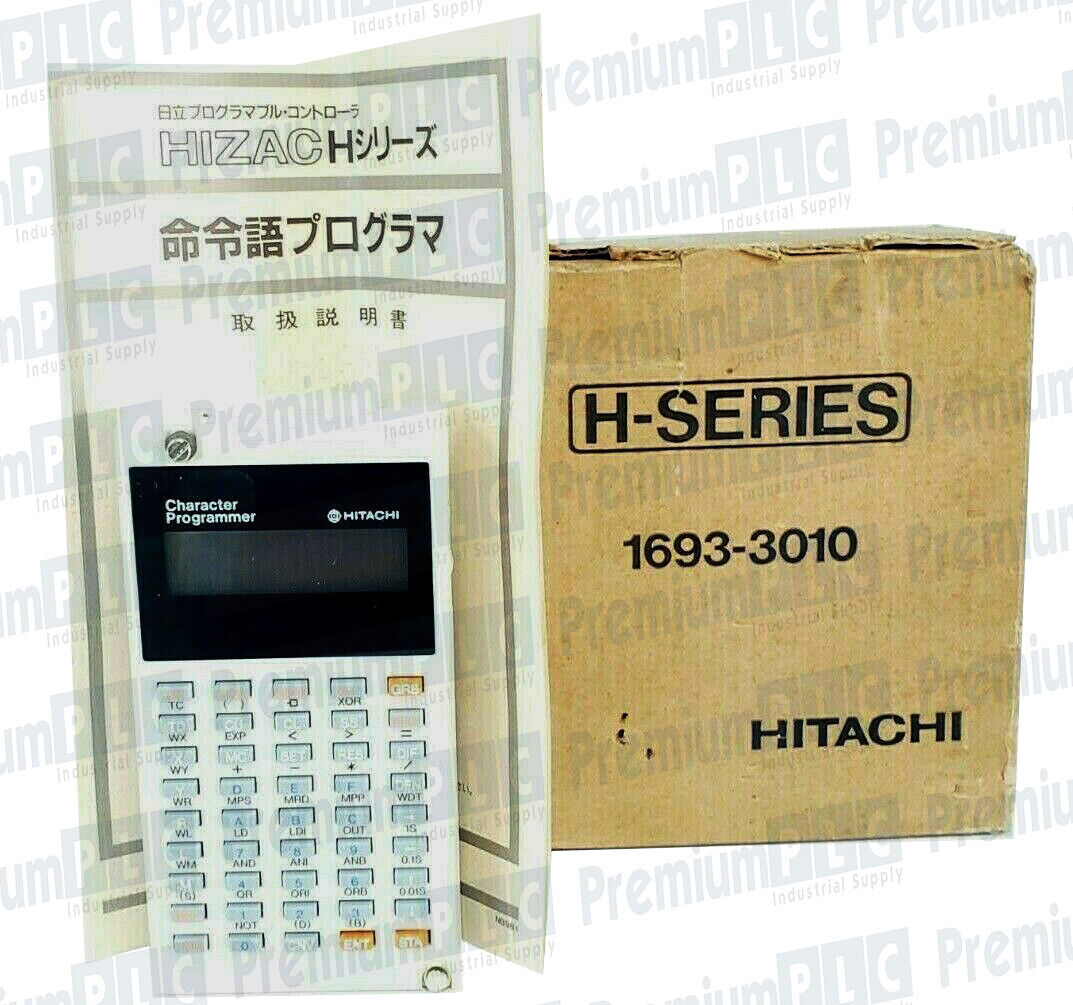 日立プログラマブル・コントローラ
HIZAC Hシリーズ
命令語プログラマ
取扱説明書
Character
Programmer
HITACHI
GRS
TC ( ) XOR
CU CL SS
WX EXP < > =
X MC SET RES DIF
WY + - * /
Y D E F
WR MPS MRD MPP WDT
A B C
WL LD LDI OUT 1S
7 8 9
WM AND ANI ANB 0.1S
4 5 6
(S) OR ORI ORB 0.01S
1 2 3
NOT (D) (B)
0 CNV ENT
H-SERIES
1693-3010
HITACHI
PremiumPLC
Industrial Supply